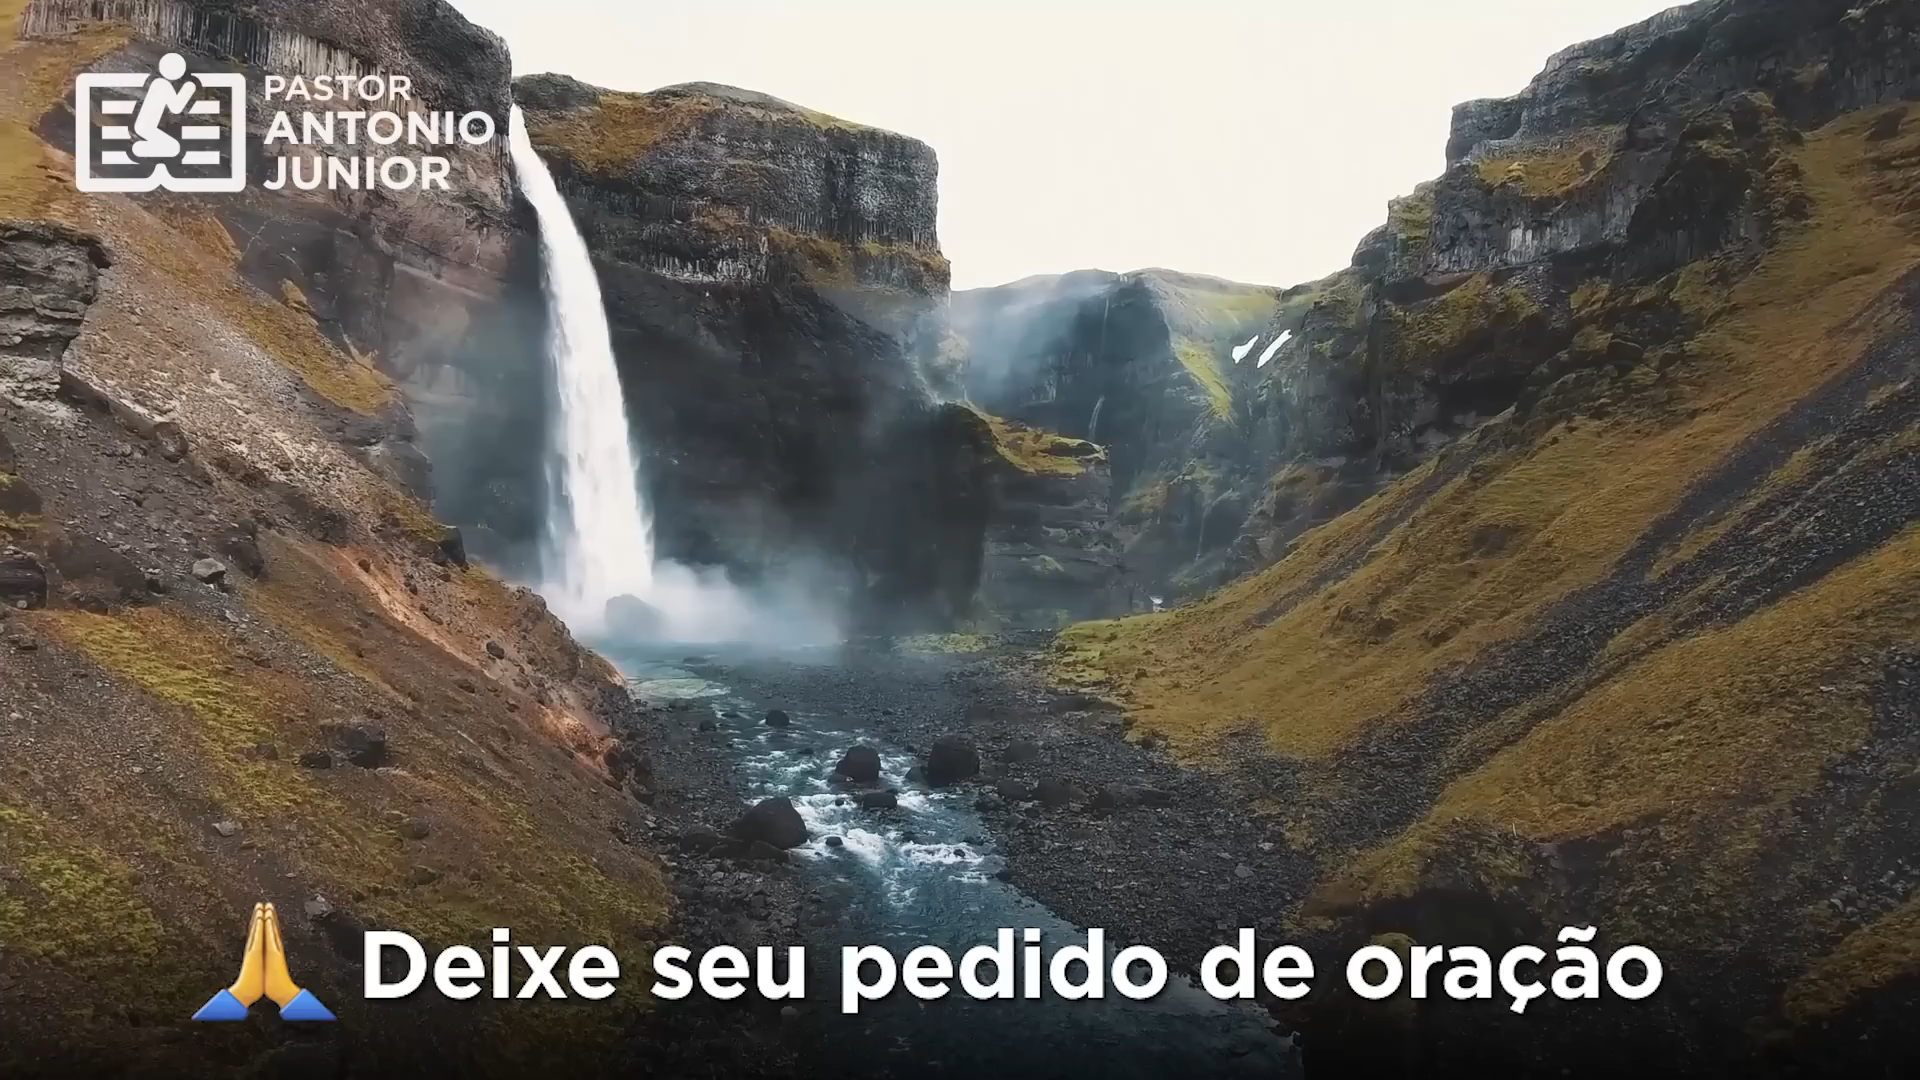 PASTOR
ANTONIO
JUNIOR
🙏 Deixe seu pedido de oração